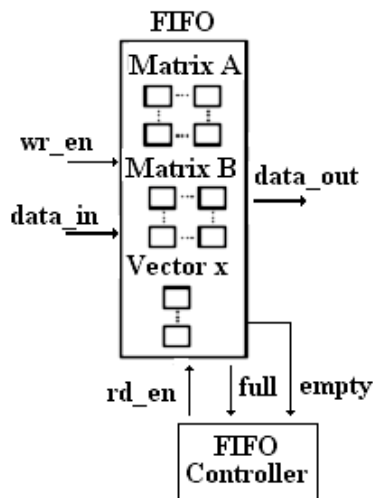 FIFO
Matrix A
wr_en
Matrix B
data_out
data_in
Vector x
rd_en
full
empty
FIFO
Controller